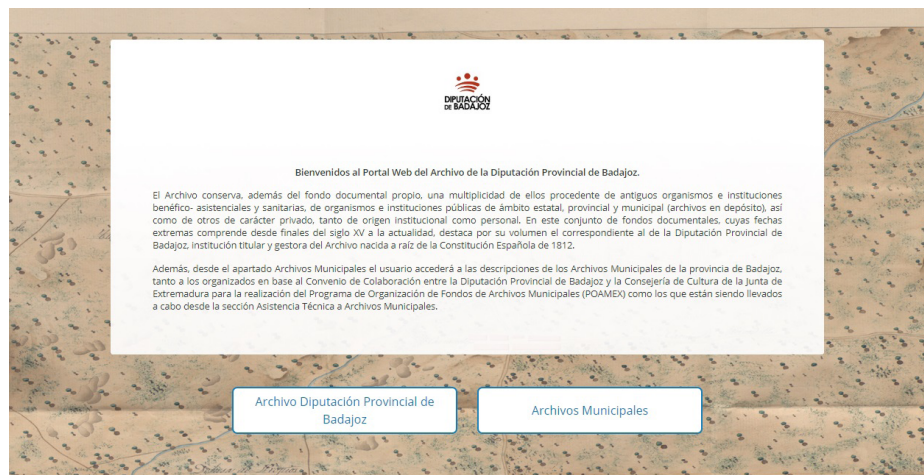 DIPUTACIÓN
DE BADAJOZ
Bienvenidos al Portal Web del Archivo de la Diputación Provincial de Badajoz.
El Archivo conserva, además del fondo documental propio, una multiplicidad de ellos procedente de antiguos organismos e instituciones
benéfico- asistenciales y sanitarias, de organismos e instituciones públicas de ámbito estatal, provincial y municipal (archivos en depósito), así
como de otros de carácter privado, tanto de origen institucional como personal. En este conjunto de fondos documentales, cuyas fechas
extremas comprende desde finales del siglo XV a la actualidad, destaca por su volumen el correspondiente al de la Diputación Provincial de
Badajoz, institución titular y gestora del Archivo nacida a raíz de la Constitución Española de 1812.
Además, desde el apartado Archivos Municipales el usuario accederá a las descripciones de los Archivos Municipales de la provincia de Badajoz,
tanto a los organizados en base al Convenio de Colaboración entre la Diputación Provincial de Badajoz y la Consejería de Cultura de la Junta de
Extremadura para la realización del Programa de Organización de Fondos de Archivos Municipales (POAMEX) como los que están siendo llevados
a cabo desde la sección Asistencia Técnica a Archivos Municipales.
Archivo Diputación Provincial de
Badajoz
Archivos Municipales